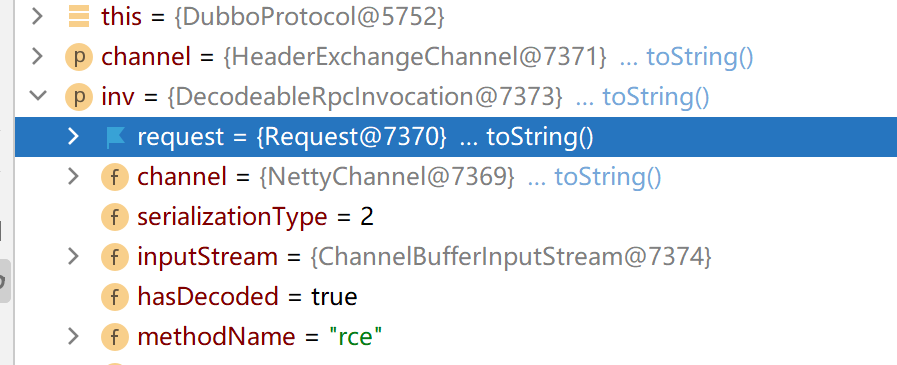 this = {DubboProtocol@5752}
p channel = {HeaderExchangeChannel@7371} ... toString()
p inv = {DecodeableRpcInvocation@7373} ... toString()
request = {Request@7370} ... toString()
f channel = {NettyChannel@7369} ... toString()
f serializationType = 2
f inputStream = {ChannelBufferInputStream@7374}
f hasDecoded = true
f methodName = "rce"